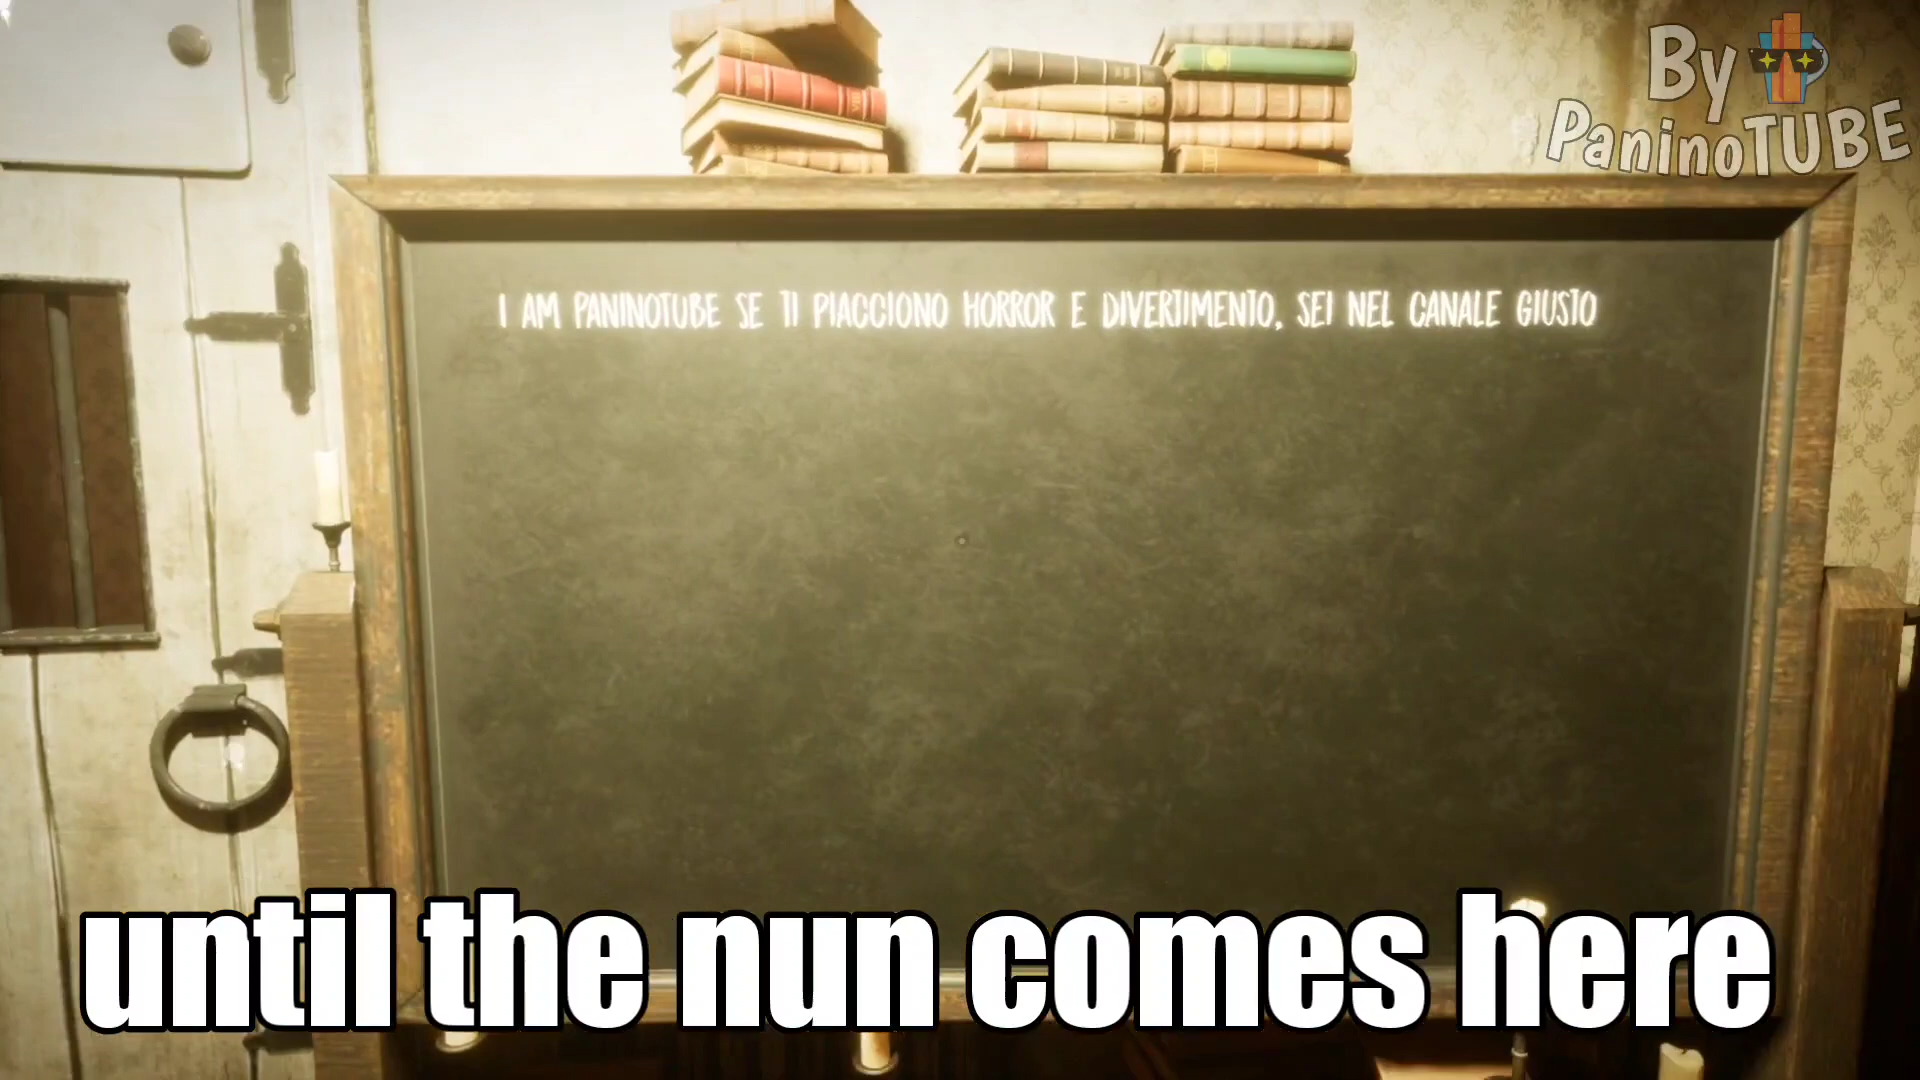 By
PaninoTUBE
I AM PANINOTUBE SE TI PIACCIONO HORROR E DIVERTIMENTO, SEI NEL CANALE GIUSTO
until the nun comes here